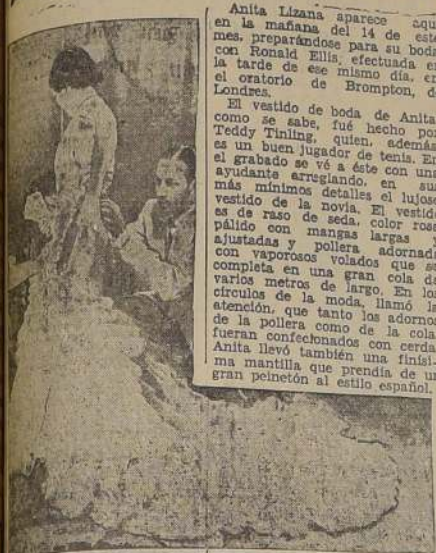 Anita Lizana aparece aquí
en la mañana del 14 de este
mes, preparándose para su boda
con Ronald Ellis, efectuada en
la tarde de ese mismo día, en
el oratorio de Brompton, de
Londres.
El vestido de boda de Anita,
como se sabe, fué hecho por
Teddy Tinling, quien, además,
es un buen jugador de tenis. En
el grabado se vé a éste con una
ayudante arreglando, en sus
más mínimos detalles el lujoso
vestido de la novia. El vestido
es de raso de seda, color rosa
pálido con mangas largas y
ajustadas y pollera adornada
con vaporosos volados que se
completa en una gran cola de
varios metros de largo. En los
círculos de la moda, llamó la
atención, que tanto los adornos
de la pollera como de la cola,
fueran confeccionados con cerda.
Anita llevó también una finísi-
ma mantilla que prendía de un
gran peinetón al estilo español.